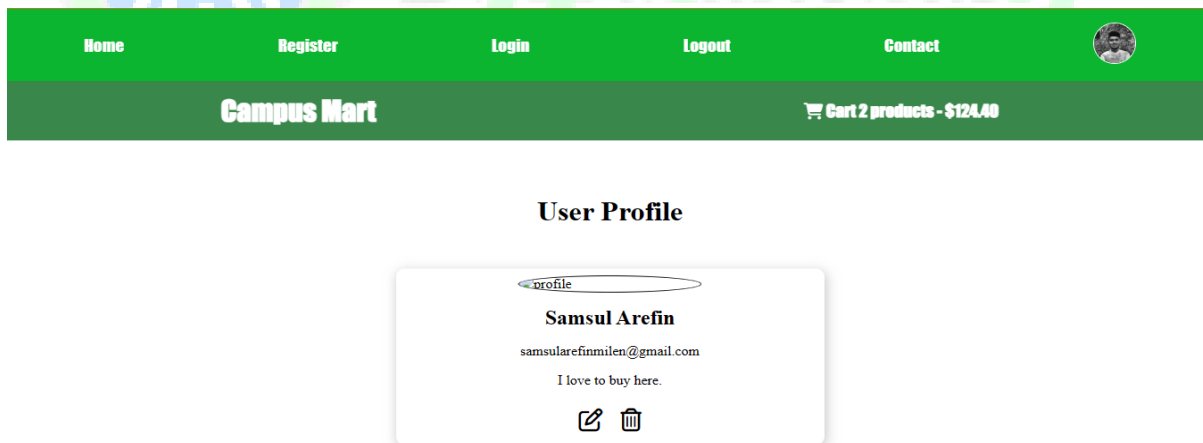 Home Register Login Logout Contact
Campus Mart Cart 2 products - $124.40
User Profile
profile
Samsul Arefin
samsularefinmilen@gmail.com
I love to buy here.